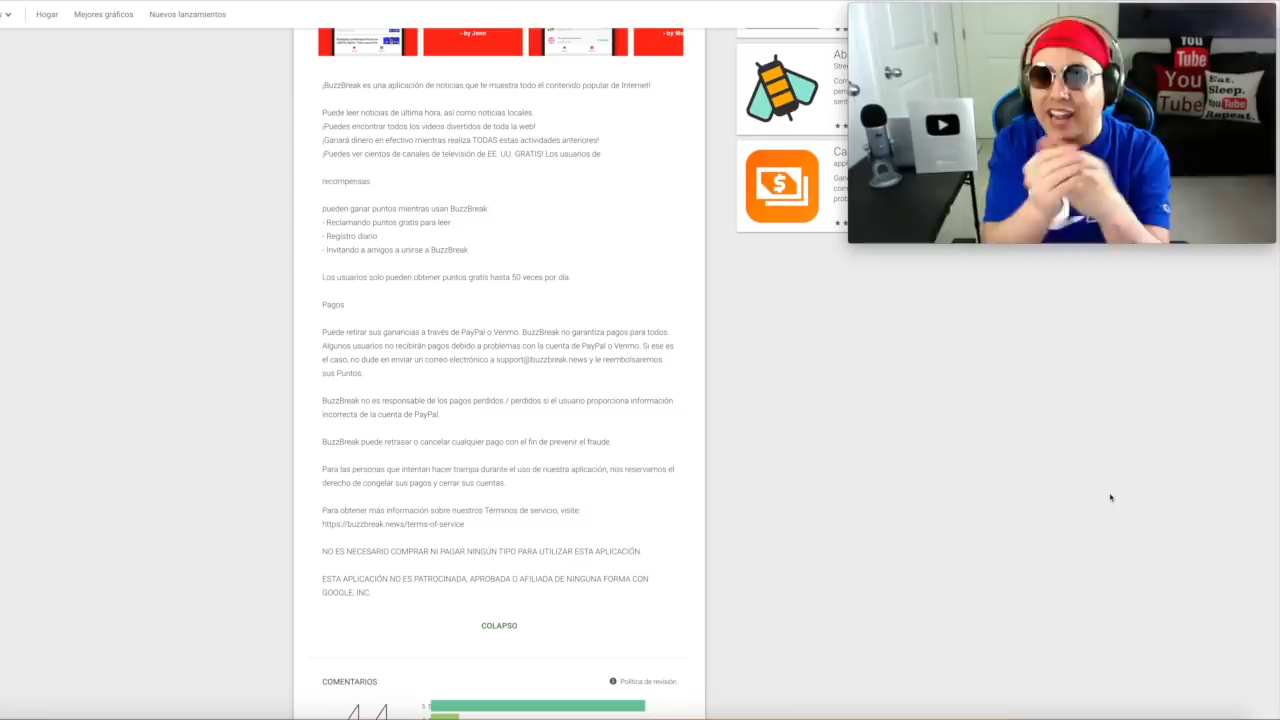 Hogar
Mejores gráficos
Nuevos lanzamientos
- by Jenn
¡BuzzBreak es una aplicación de noticias que te muestra todo el contenido popular de Internet!
Puede leer noticias de última hora, así como noticias locales.
¡Puedes encontrar todos los videos divertidos de toda la web!
¡Ganará dinero en efectivo mientras realiza TODAS estas actividades anteriores!
¡Puedes ver cientos de canales de televisión de EE. UU. GRATIS! Los usuarios de
recompensas
pueden ganar puntos mientras usan BuzzBreak:
- Reclamando puntos gratis para leer
- Registro diario
- Invitando a amigos a unirse a BuzzBreak
Los usuarios solo pueden obtener puntos gratis hasta 50 veces por día.
Pagos
Puede retirar sus ganancias a través de PayPal o Venmo. BuzzBreak no garantiza pagos para todos.
Algunos usuarios no recibirán pagos debido a problemas con la cuenta de PayPal o Venmo. Si ese es
el caso, no dude en enviar un correo electrónico a support@buzzbreak.news y le reembolsaremos
sus Puntos.
BuzzBreak no es responsable de los pagos perdidos / perdidos si el usuario proporciona información
incorrecta de la cuenta de PayPal.
BuzzBreak puede retrasar o cancelar cualquier pago con el fin de prevenir el fraude.
Para las personas que intentan hacer trampa durante el uso de nuestra aplicación, nos reservamos el
derecho de congelar sus pagos y cerrar sus cuentas.
Para obtener más información sobre nuestros Términos de servicio, visite:
https://buzzbreak.news/terms-of-service
NO ES NECESARIO COMPRAR NI PAGAR NINGÚN TIPO PARA UTILIZAR ESTA APLICACIÓN.
ESTA APLICACIÓN NO ES PATROCINADA, APROBADA O AFILIADA DE NINGUNA FORMA CON
GOOGLE, INC.
COLAPSO
COMENTARIOS
Política de revisión
You
Tube
You
Tube
Eat.
Sleep.
YouTube
Repeat.